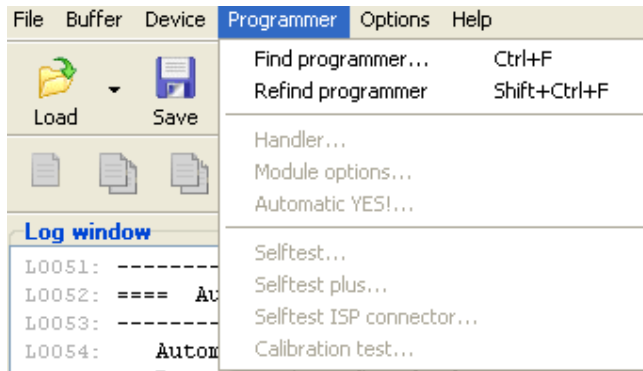 File Buffer Device Programmer Options Help
Load Save
Find programmer... Ctrl+F
Refind programmer Shift+Ctrl+F
Handler...
Module options...
Automatic YES!...
Selftest...
Selftest plus...
Selftest ISP connector...
Calibration test...
Log window
L0051: --------
L0052: ==== Au
L0053: --------
L0054: Autom